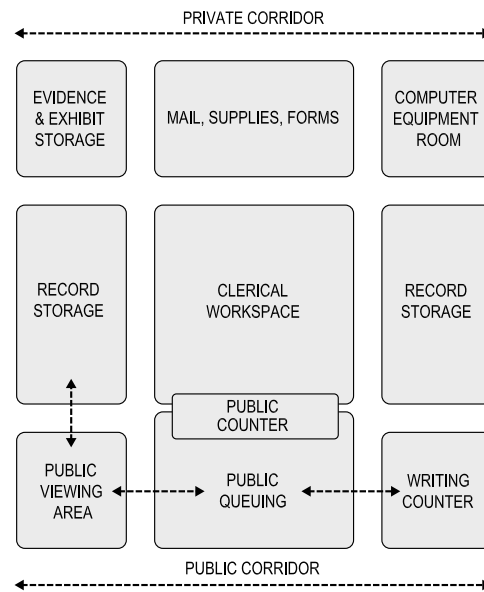 PRIVATE CORRIDOR
EVIDENCE
& EXHIBIT
STORAGE
MAIL, SUPPLIES, FORMS
COMPUTER
EQUIPMENT
ROOM
RECORD
STORAGE
CLERICAL
WORKSPACE
RECORD
STORAGE
PUBLIC
COUNTER
PUBLIC
VIEWING
AREA
PUBLIC
QUEUING
WRITING
COUNTER
PUBLIC CORRIDOR